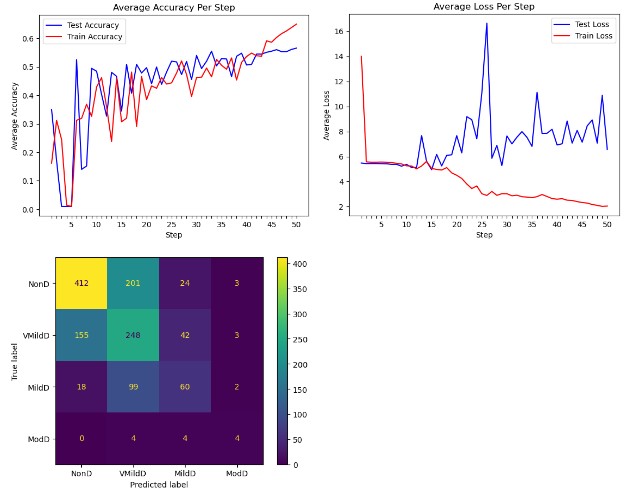 Average Accuracy Per Step
Test Accuracy
Train Accuracy
Average Accuracy
0.6
0.5
0.4
0.3
0.2
0.1
0.0
5 10 15 20 25 30 35 40 45 50
Step
Average Loss Per Step
Test Loss
Train Loss
Average Loss
16
14
12
10
8
6
4
2
5 10 15 20 25 30 35 40 45 50
Step
True label
NonD 412 201 24 3
VMildD 155 248 42 3
MildD 18 99 60 2
ModD 0 4 4 4
NonD VMildD MildD ModD
Predicted label
400
350
300
250
200
150
100
50
0